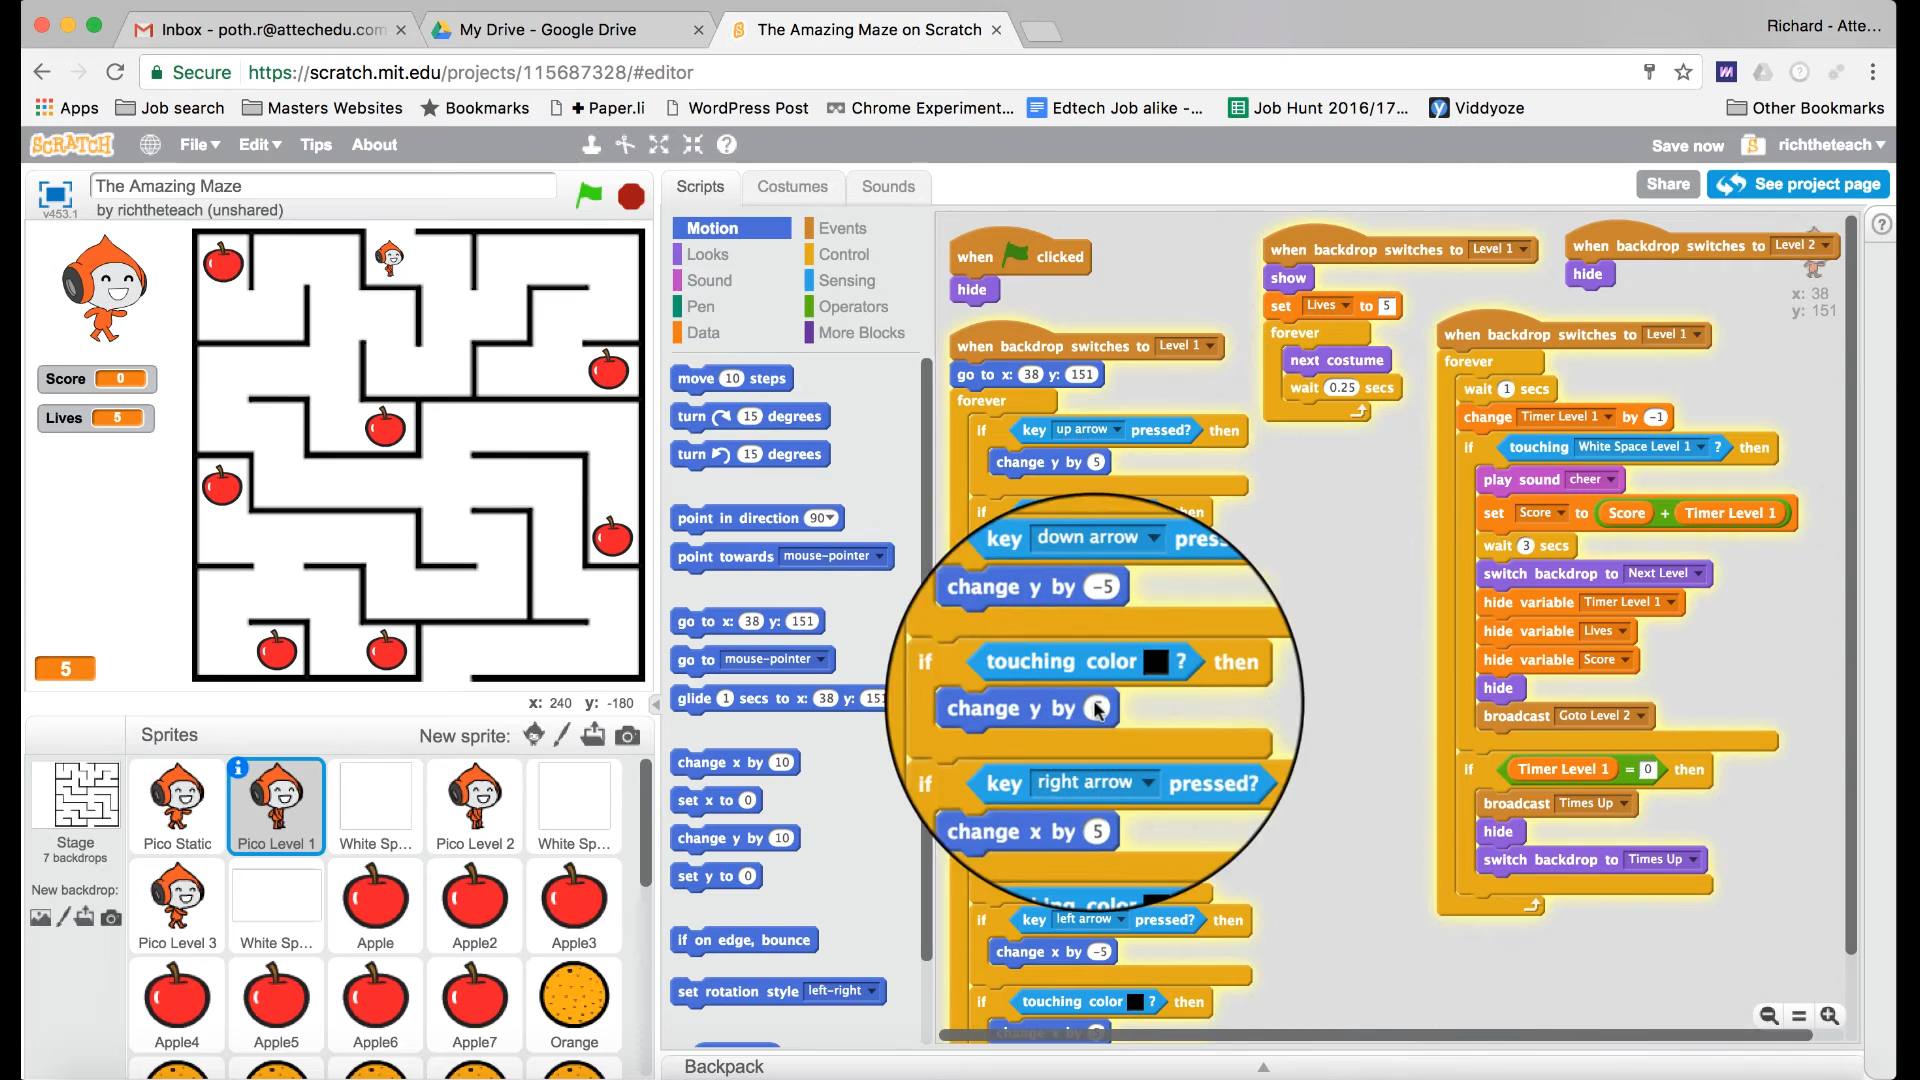 Inbox - poth.r@attechedu.com
My Drive - Google Drive
The Amazing Maze on Scratch
Richard - Atte...
Secure
https://scratch.mit.edu/projects/115687328/#editor
Apps
Job search
Masters Websites
Bookmarks
+ Paper.li
WordPress Post
Chrome Experiment...
Edtech Job alike -...
Job Hunt 2016/17...
Viddyoze
Other Bookmarks
SCRATCH
File
Edit
Tips
About
Save now
richtheteach
v453.1
The Amazing Maze
by richtheteach (unshared)
Scripts
Costumes
Sounds
Share
See project page
Score 0
Lives 5
5
x: 240 y: -180
Motion
Looks
Sound
Pen
Data
Events
Control
Sensing
Operators
More Blocks
move 10 steps
turn 15 degrees
turn 15 degrees
point in direction 90
point towards mouse-pointer
go to x: 38 y: 151
go to mouse-pointer
glide 1 secs to x: 38 y: 151
change x by 10
set x to 0
change y by 10
set y to 0
if on edge, bounce
set rotation style left-right
when clicked
hide
when backdrop switches to Level 1
go to x: 38 y: 151
forever
if key up arrow pressed? then
change y by 5
if then
key down arrow press
change y by -5
if touching color ? then
change y by
if key right arrow pressed?
change x by 5
if key left arrow pressed? then
change x by -5
if touching color ? then
change x by
when backdrop switches to Level 1
show
set Lives to 5
forever
next costume
wait 0.25 secs
when backdrop switches to Level 2
hide
x: 38
y: 151
when backdrop switches to Level 1
forever
wait 1 secs
change Timer Level 1 by -1
if touching White Space Level 1 ? then
play sound cheer
set Score to Score + Timer Level 1
wait 3 secs
switch backdrop to Next Level
hide variable Timer Level 1
hide variable Lives
hide variable Score
hide
broadcast Goto Level 2
if Timer Level 1 = 0 then
broadcast Times Up
hide
switch backdrop to Times Up
Sprites
New sprite:
Stage
7 backdrops
New backdrop:
Pico Static
Pico Level 1
White Sp...
Pico Level 2
White Sp...
Pico Level 3
White Sp...
Apple
Apple2
Apple3
Apple4
Apple5
Apple6
Apple7
Orange
Backpack